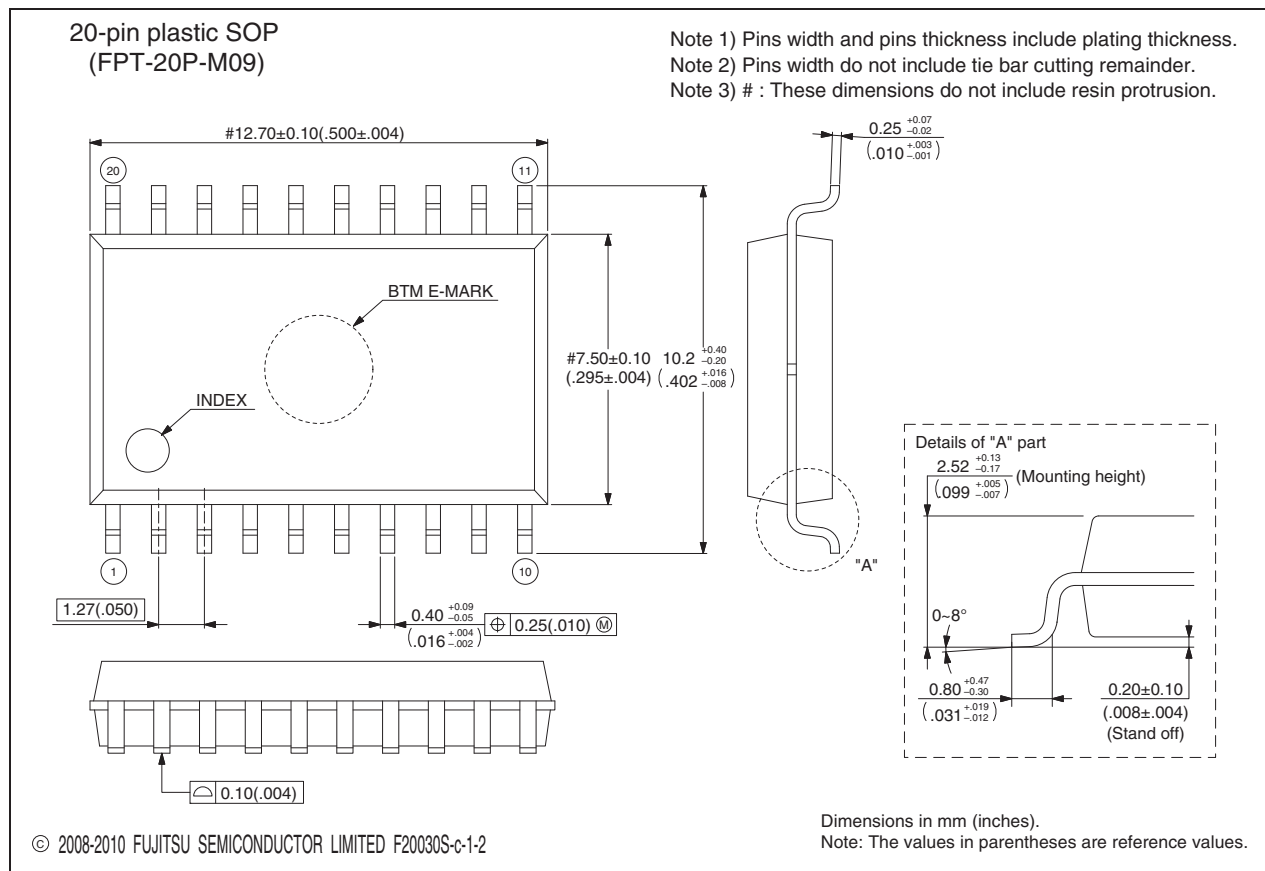 20-pin plastic SOP
(FPT-20P-M09)
Note 1) Pins width and pins thickness include plating thickness.
Note 2) Pins width do not include tie bar cutting remainder.
Note 3) # : These dimensions do not include resin protrusion.
#12.70±0.10(.500±.004)
0.25 +0.07 -0.02
(.010 +.003 -.001)
20
11
BTM E-MARK
#7.50±0.10
(.295±.004)
10.2 +0.40 -0.20
(.402 +.016 -.008)
INDEX
1
10
"A"
1.27(.050)
0.40 +0.09 -0.05
(.016 +.004 -.002)
⌖ 0.25(.010) Ⓜ
⌓ 0.10(.004)
Details of "A" part
2.52 +0.13 -0.17
(.099 +.005 -.007)
(Mounting height)
0~8°
0.80 +0.47 -0.30
(.031 +.019 -.012)
0.20±0.10
(.008±.004)
(Stand off)
© 2008-2010 FUJITSU SEMICONDUCTOR LIMITED F20030S-c-1-2
Dimensions in mm (inches).
Note: The values in parentheses are reference values.